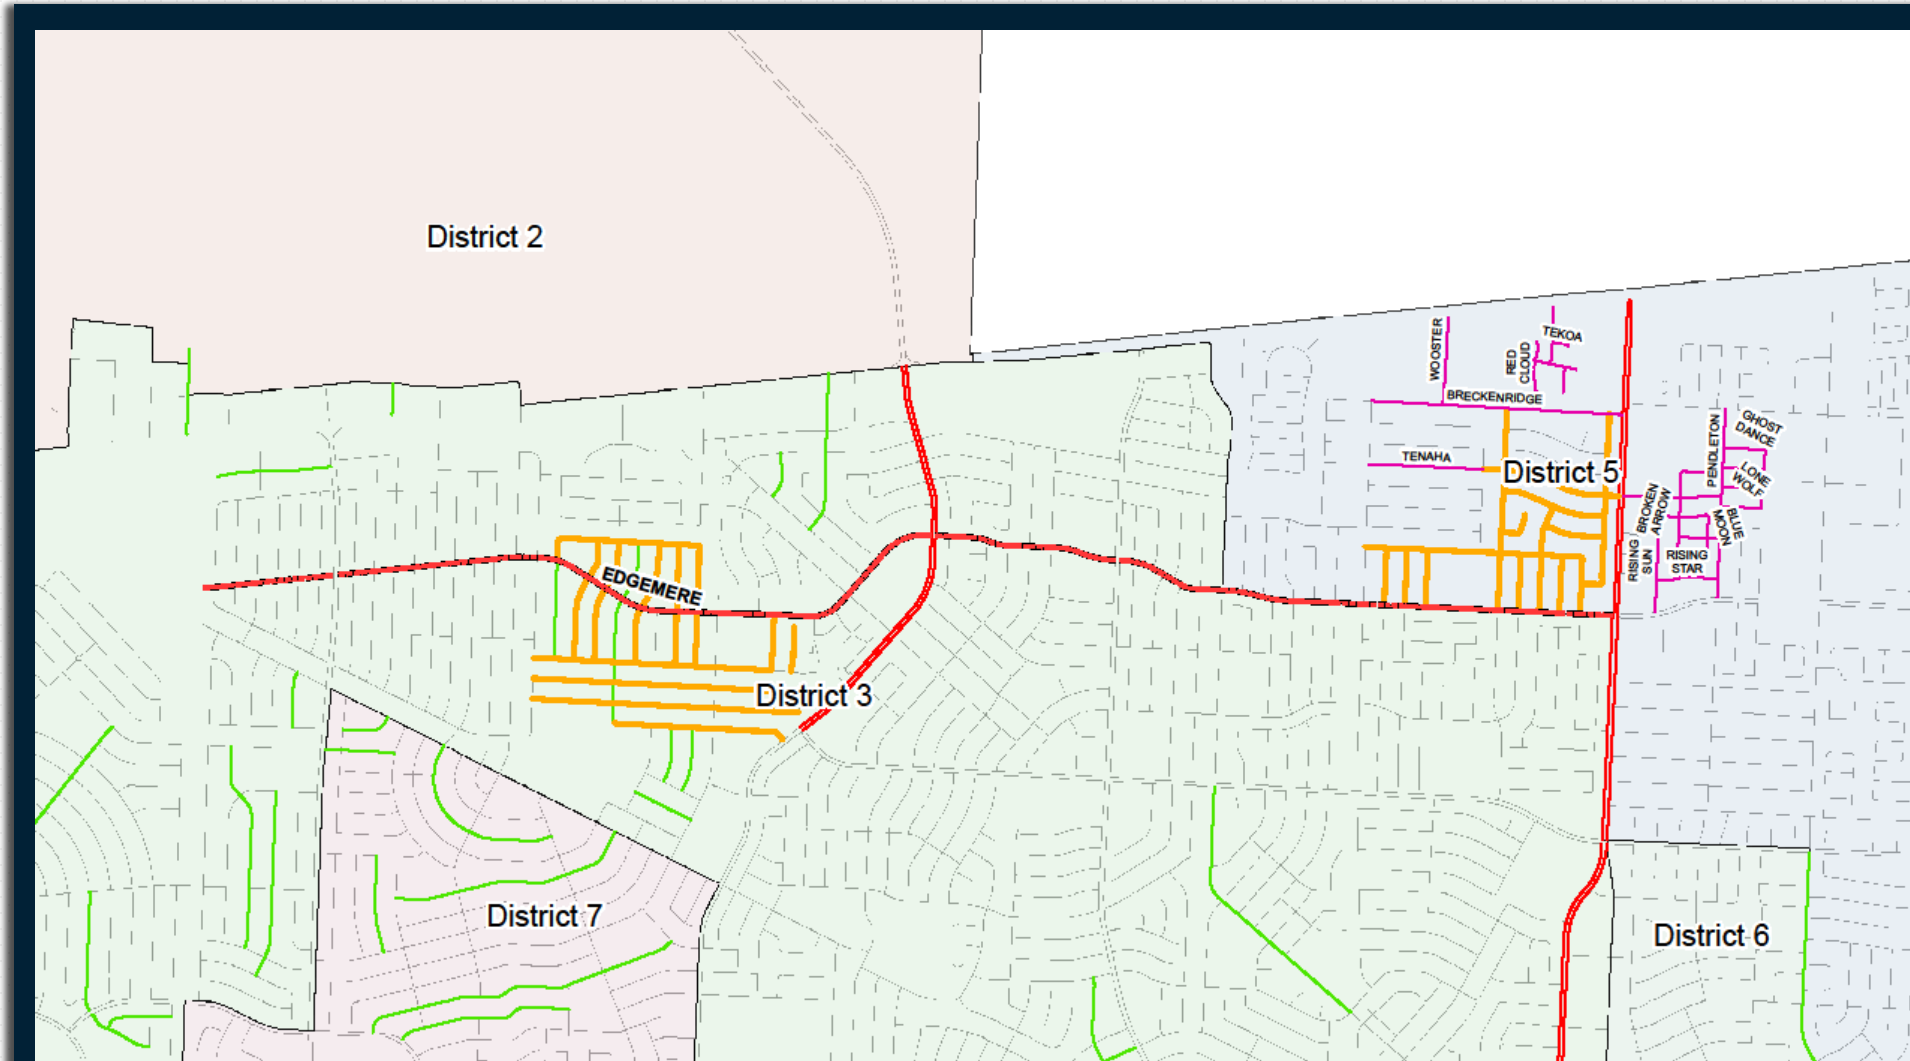 District 2
WOOSTER
TEKOA
RED
CLOUD
BRECKENRIDGE
TENAHA
District 5
PENDLETON
GHOST
DANCE
LONE
WOLF
BROKEN
ARROW
BLUE
MOON
RISING
SUN
RISING
STAR
EDGEMERE
District 3
District 7
District 6